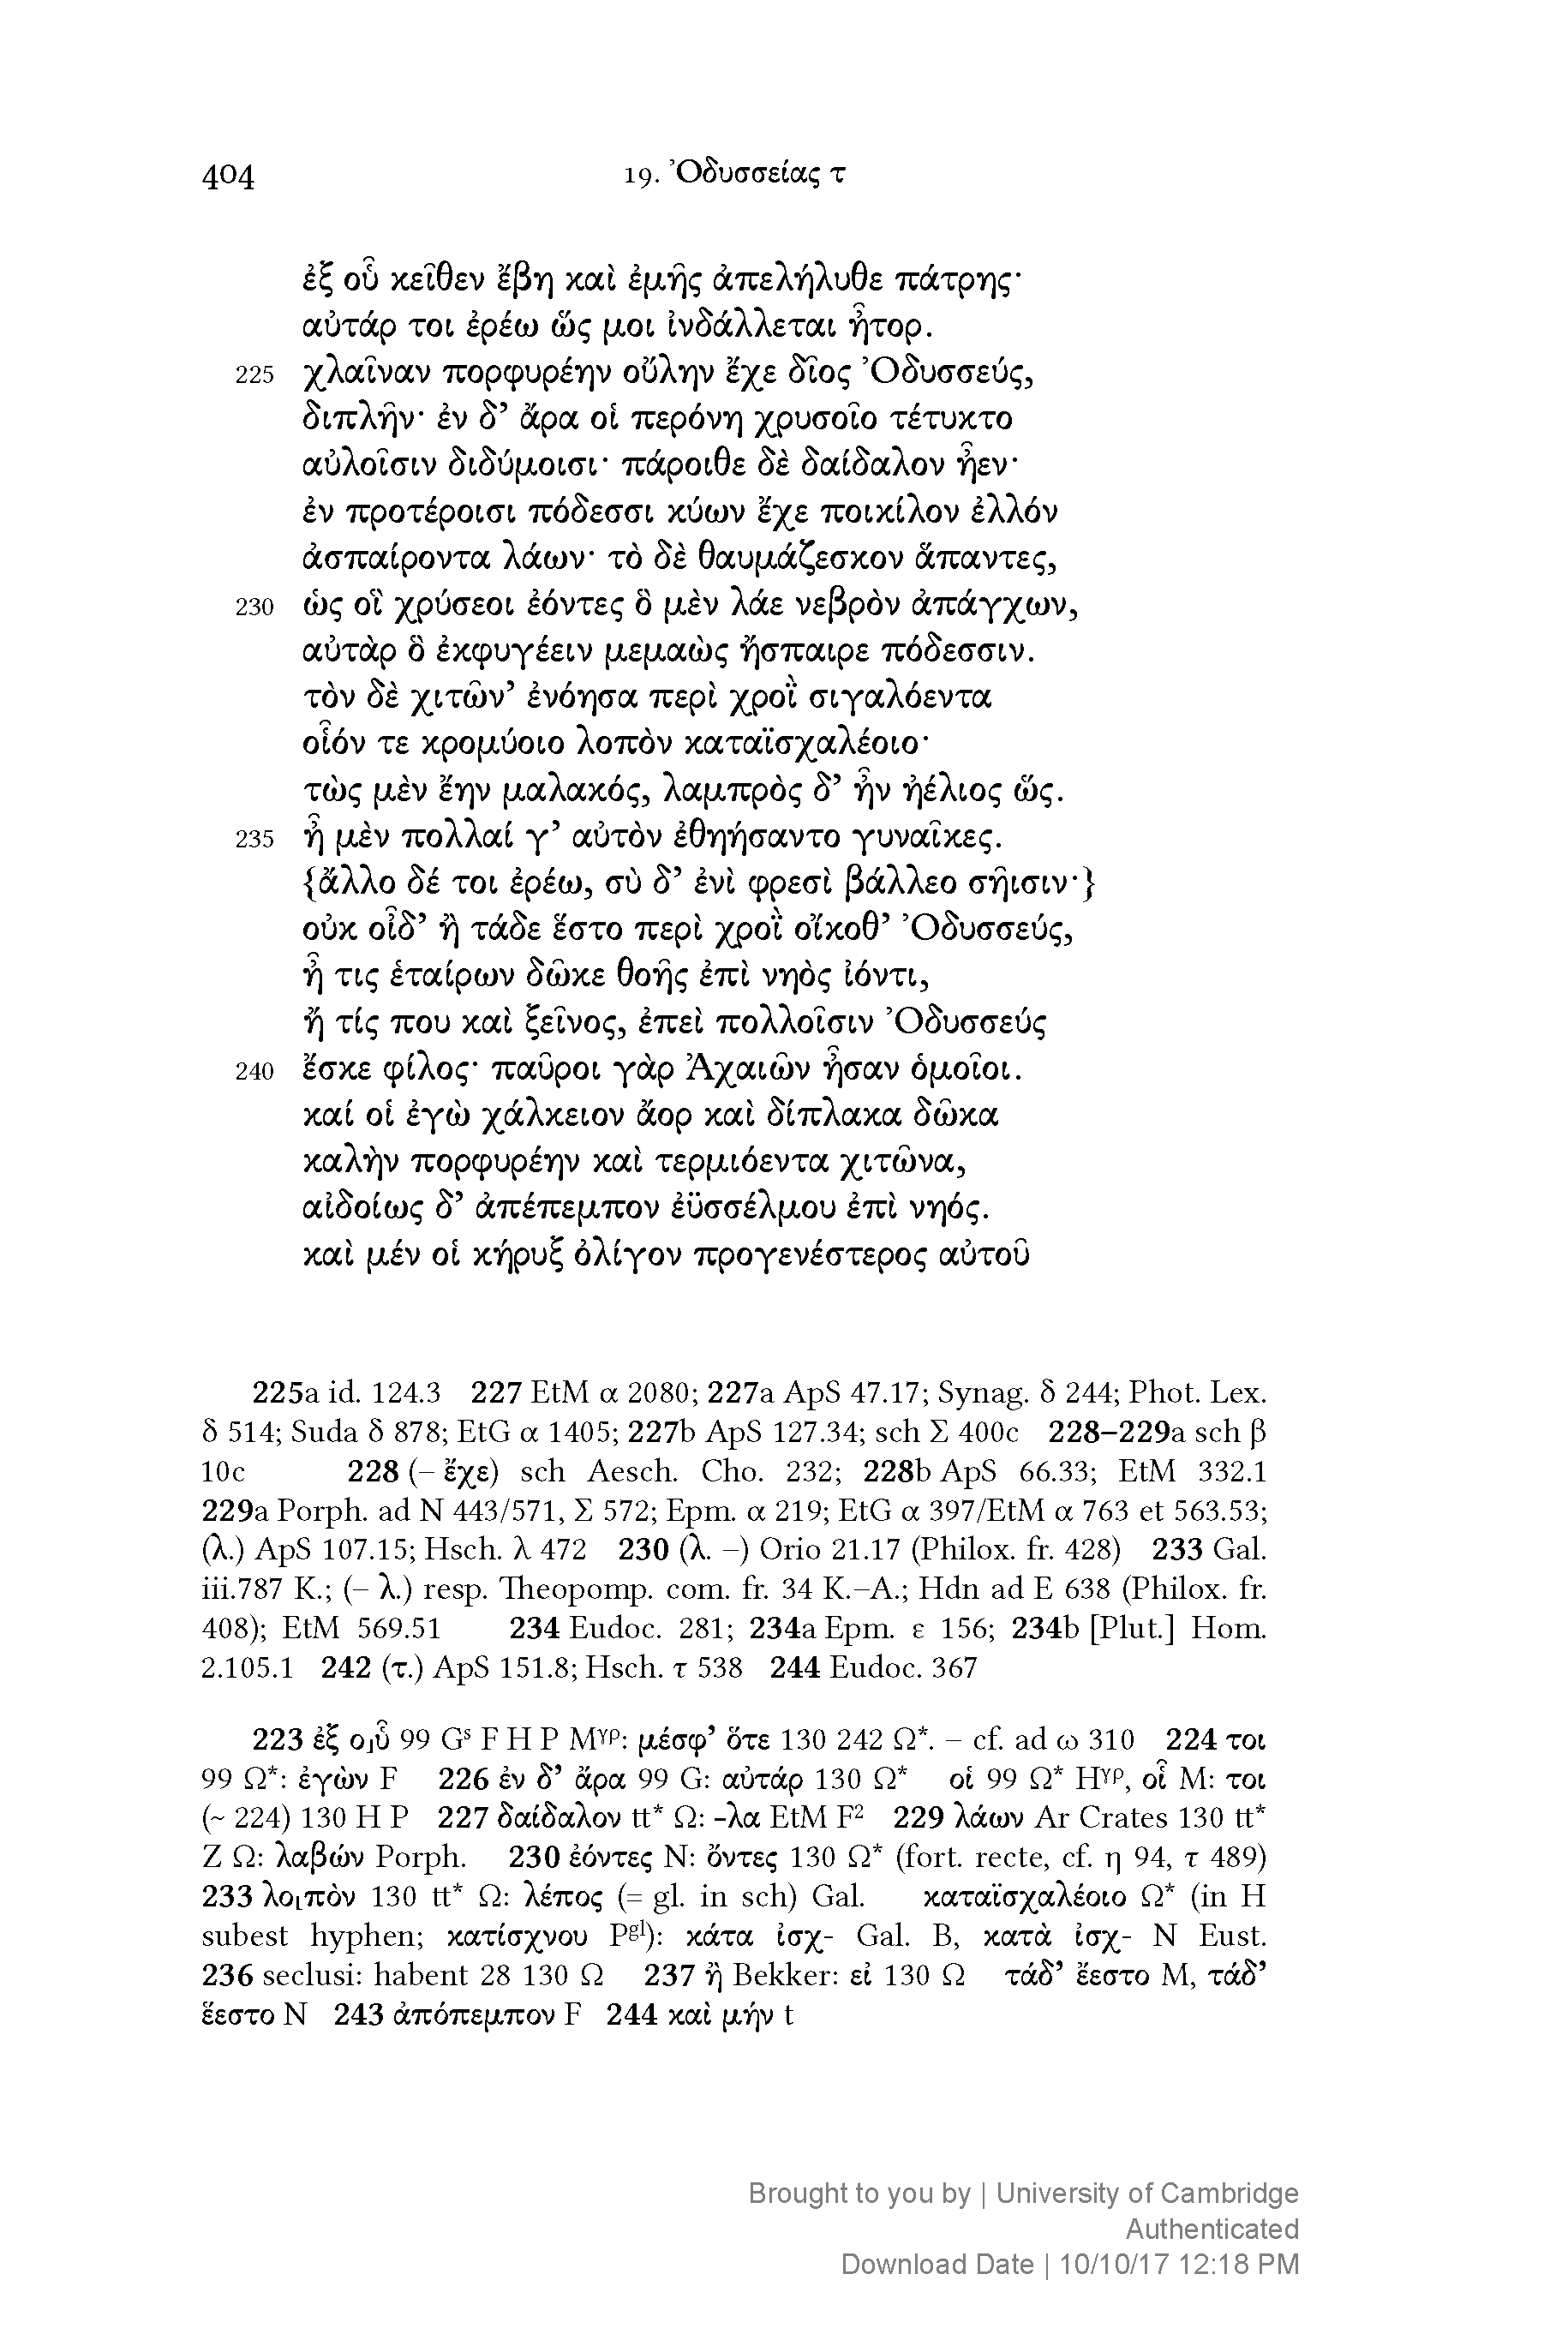 404 19. Ὀδυσσείας τ
ἐξ οὗ κεῖθεν ἔβη καὶ ἐμῆς ἀπελήλυθε πάτρης·
αὐτάρ τοι ἐρέω ὥς μοι ἰνδάλλεται ἦτορ.
225 χλαῖναν πορφυρέην οὔλην ἔχε δῖος Ὀδυσσεύς,
διπλῆν· ἐν δ’ ἄρα οἱ περόνη χρυσοῖο τέτυκτο
αὐλοῖσιν διδύμοισι· πάροιθε δὲ δαίδαλον ἦεν·
ἐν προτέροισι πόδεσσι κύων ἔχε ποικίλον ἑλλόν
ἀσπαίροντα λάων· τὸ δὲ θαυμάζεσκον ἅπαντες,
230 ὡς οἳ χρύσεοι ἐόντες ὃ μὲν λάε νεβρὸν ἀπάγχων,
αὐτὰρ ὃ ἐκφυγέειν μεμαὼς ἤσπαιρε πόδεσσιν.
τὸν δὲ χιτῶν’ ἐνόησα περὶ χροῒ σιγαλόεντα
οἷόν τε κρομύοιο λοπὸν καταϊσχαλέοιο·
τὼς μὲν ἔην μαλακός, λαμπρὸς δ’ ἦν ἠέλιος ὥς.
235 ἦ μὲν πολλαί γ’ αὐτὸν ἐθηήσαντο γυναῖκες.
{ἄλλο δέ τοι ἐρέω, σὺ δ’ ἐνὶ φρεσὶ βάλλεο σῆισιν·}
οὐκ οἶδ’ ἢ τάδε ἕστο περὶ χροῒ οἴκοθ’ Ὀδυσσεύς,
ἦ τις ἑταίρων δῶκε θοῆς ἐπὶ νηὸς ἰόντι,
ἤ τίς που καὶ ξεῖνος, ἐπεὶ πολλοῖσιν Ὀδυσσεύς
240 ἔσκε φίλος· παῦροι γὰρ Ἀχαιῶν ἦσαν ὁμοῖοι.
καί οἱ ἐγὼ χάλκειον ἄορ καὶ δίπλακα δῶκα
καλὴν πορφυρέην καὶ τερμιόεντα χιτῶνα,
αἰδοίως δ’ ἀπέπεμπον ἐϋσσέλμου ἐπὶ νηός.
καὶ μέν οἱ κήρυξ ὀλίγον προγενέστερος αὐτοῦ
225a id. 124.3 227 EtM α 2080; 227a ApS 47.17; Synag. δ 244; Phot. Lex.
δ 514; Suda δ 878; EtG α 1405; 227b ApS 127.34; sch Σ 400c 228–229a sch β
10c 228 (– ἔχε) sch Aesch. Cho. 232; 228b ApS 66.33; EtM 332.1
229a Porph. ad N 443/571, Σ 572; Epm. α 219; EtG α 397/EtM α 763 et 563.53;
(λ.) ApS 107.15; Hsch. λ 472 230 (λ. –) Orio 21.17 (Philox. fr. 428) 233 Gal.
iii.787 K.; (– λ.) resp. Theopomp. com. fr. 34 K.–A.; Hdn ad E 638 (Philox. fr.
408); EtM 569.51 234 Eudoc. 281; 234a Epm. ε 156; 234b [Plut.] Hom.
2.105.1 242 (τ.) ApS 151.8; Hsch. τ 538 244 Eudoc. 367
223 ἐξ ο⌟ὗ 99 Gˢ F H P Mᵞᵖ: μέσφ’ ὅτε 130 242 Ω*. – cf. ad ω 310 224 τοι
99 Ω*: ἐγὼν F 226 ἐν δ’ ἄρα 99 G: αὐτάρ 130 Ω* οἱ 99 Ω* Hᵞᵖ, οἷ M: τοι
(~ 224) 130 H P 227 δαίδαλον tt* Ω: -λα EtM F² 229 λάων Ar Crates 130 tt*
Z Ω: λαβών Porph. 230 ἐόντες N: ὄντες 130 Ω* (fort. recte, cf. η 94, τ 489)
233 λο⌞πὸν 130 tt* Ω: λέπος (= gl. in sch) Gal. καταϊσχαλέοιο Ω* (in H
subest hyphen; κατίσχνου Pᵍˡ): κάτα ἰσχ- Gal. B, κατὰ ἰσχ- N Eust.
236 seclusi: habent 28 130 Ω 237 ἢ Bekker: εἰ 130 Ω τάδ’ ἔεστο M, τάδ’
ἕεστο N 243 ἀπόπεμπον F 244 καὶ μήν t
Brought to you by | University of Cambridge
Authenticated
Download Date | 10/10/17 12:18 PM